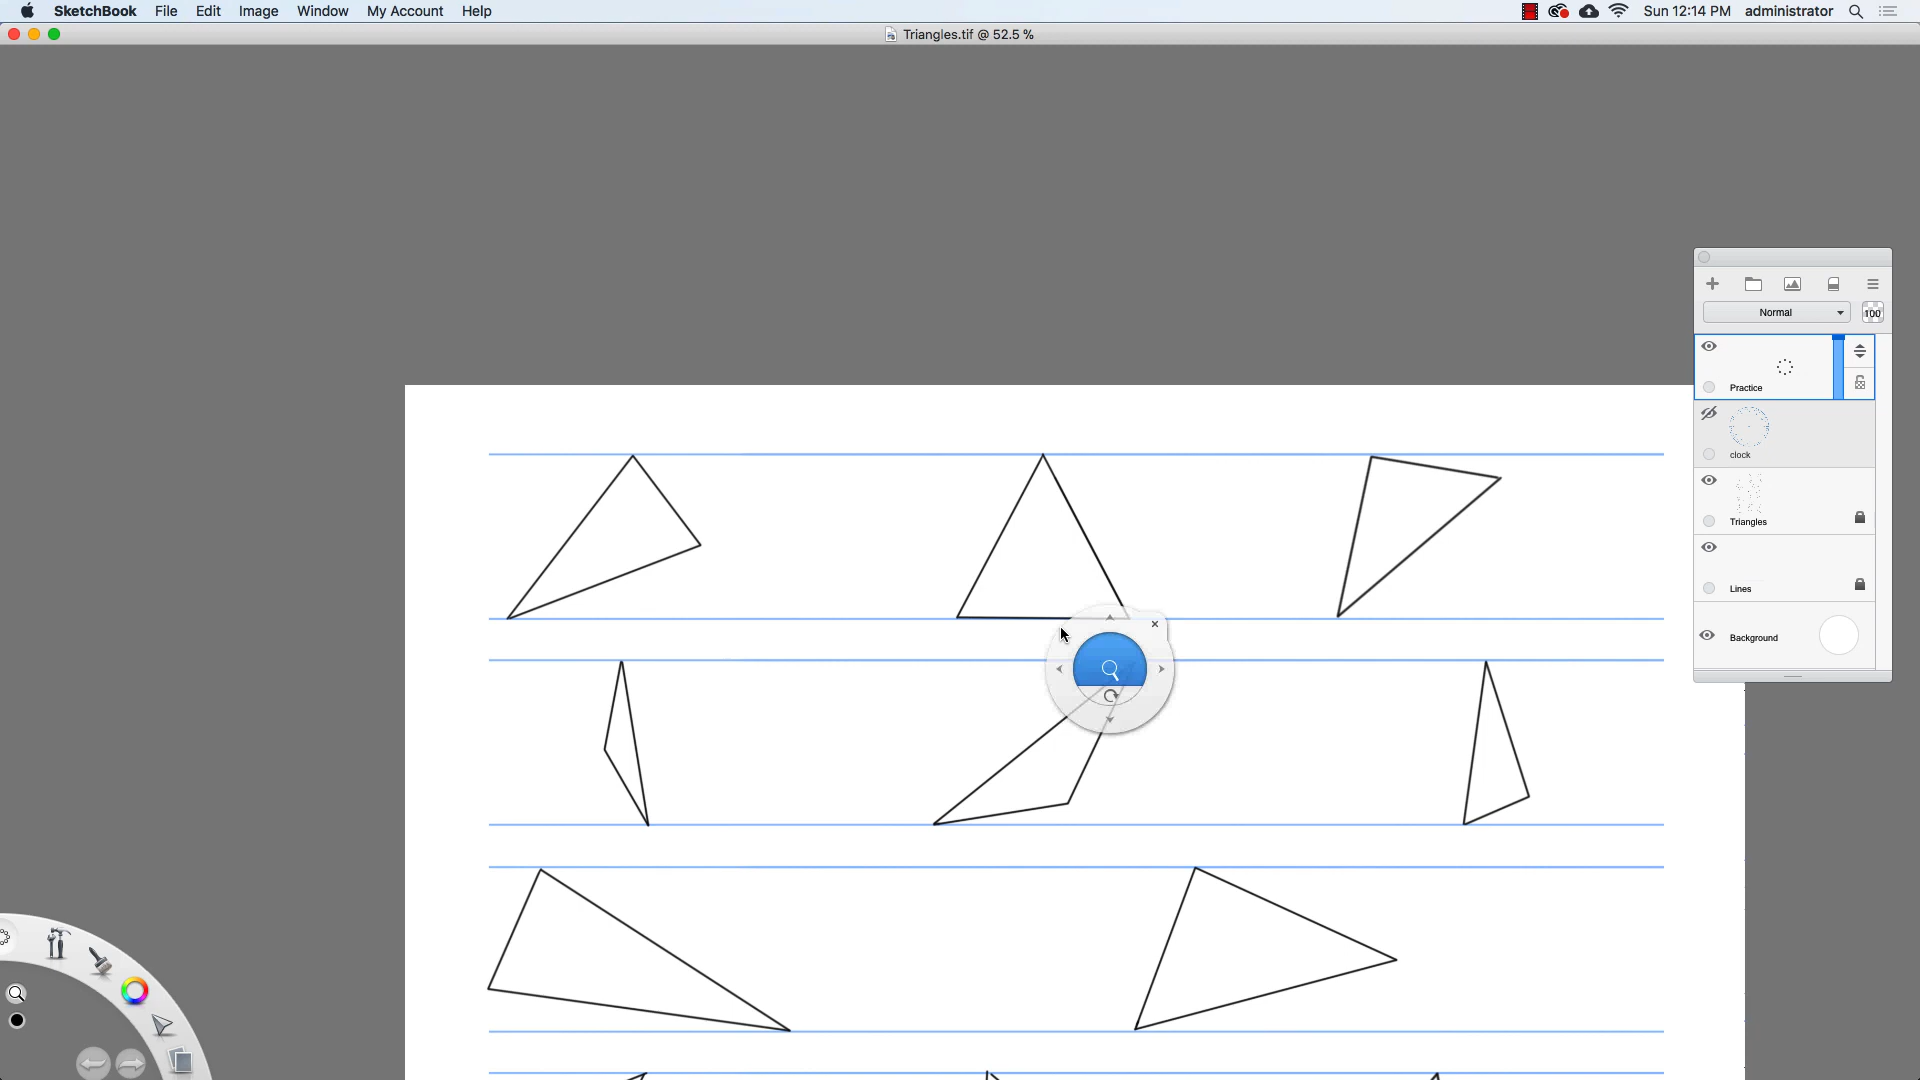 SketchBook File Edit Image Window My Account Help Sun 12:14 PM administrator
Triangles.tif @ 52.5 %
Normal 100
Practice
clock
Triangles
Lines
Background